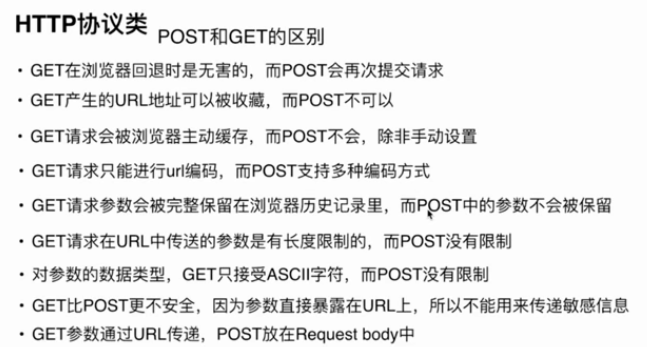 HTTP协议类
POST和GET的区别
• GET在浏览器回退时是无害的，而POST会再次提交请求
• GET产生的URL地址可以被收藏，而POST不可以
• GET请求会被浏览器主动缓存，而POST不会，除非手动设置
• GET请求只能进行url编码，而POST支持多种编码方式
• GET请求参数会被完整保留在浏览器历史记录里，而POST中的参数不会被保留
• GET请求在URL中传送的参数是有长度限制的，而POST没有限制
• 对参数的数据类型，GET只接受ASCII字符，而POST没有限制
• GET比POST更不安全，因为参数直接暴露在URL上，所以不能用来传递敏感信息
• GET参数通过URL传递，POST放在Request body中